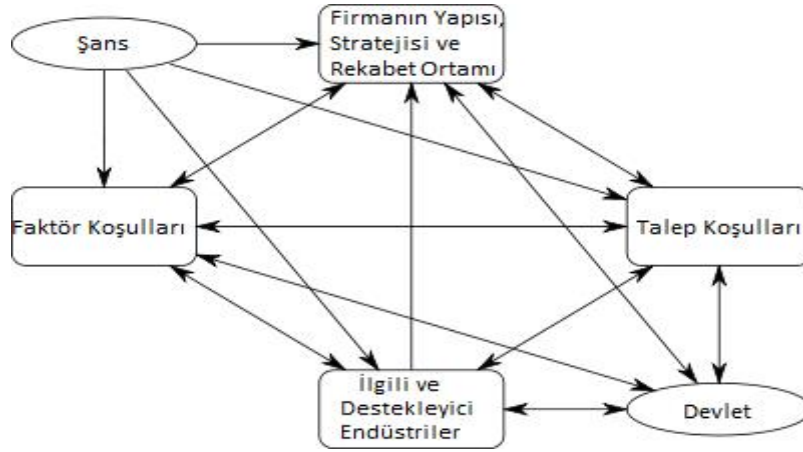 Şans
Firmanın Yapısı,
Stratejisi ve
Rekabet Ortamı
Faktör Koşulları
Talep Koşulları
İlgili ve
Destekleyici
Endüstriler
Devlet